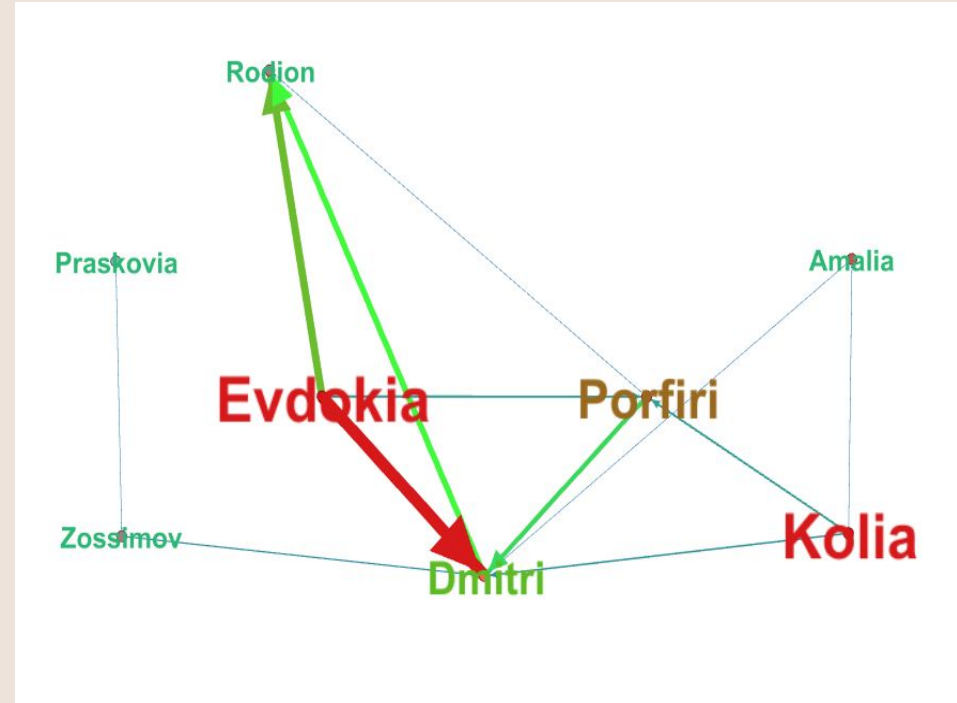 Rodion
Praskovia
Amalia
Evdokia
Porfiri
Zossimov
Kolia
Dmitri